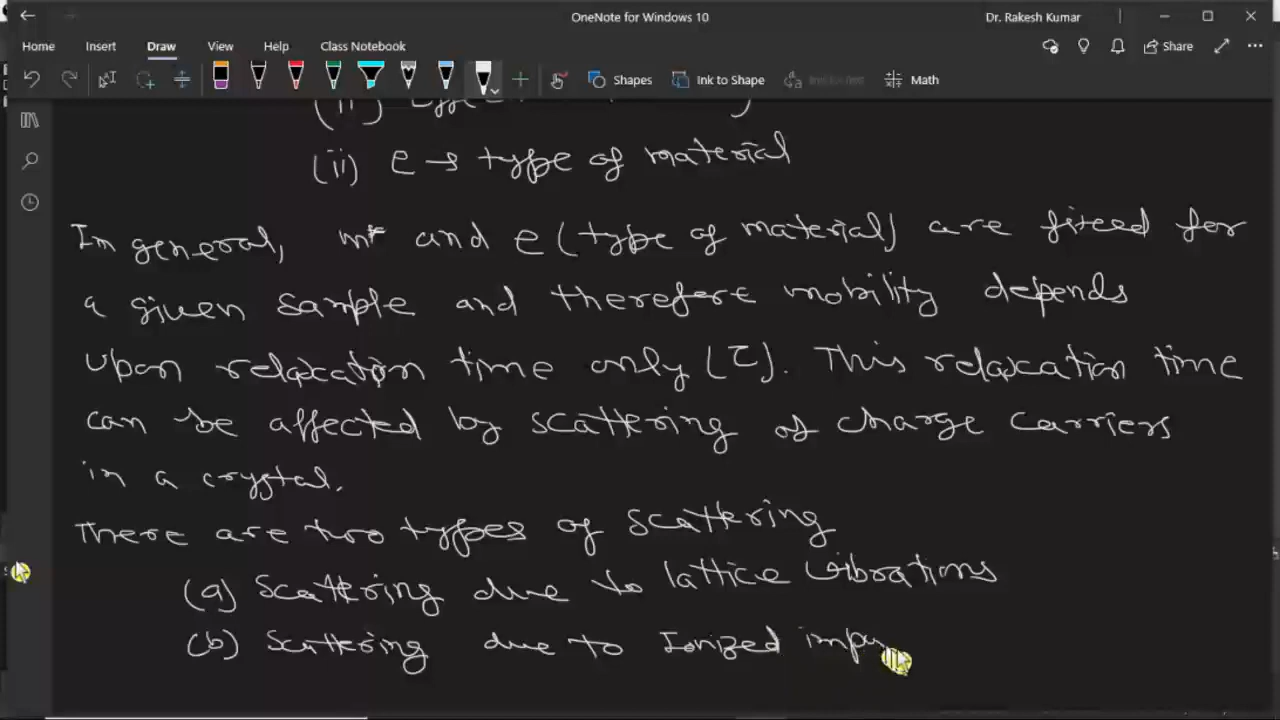 OneNote for Windows 10
Dr. Rakesh Kumar
Home Insert Draw View Help Class Notebook
Share
Shapes Ink to Shape Math
(ii) e → type of material
In general, m* and e (type of material) are fixed for
a given sample and therefore mobility depends
upon relaxation time only (τ). This relaxation time
can be affected by scattering of charge carriers
in a crystal.
There are two types of scattering
(a) Scattering due to lattice vibrations
(b) Scattering due to Ionized impu